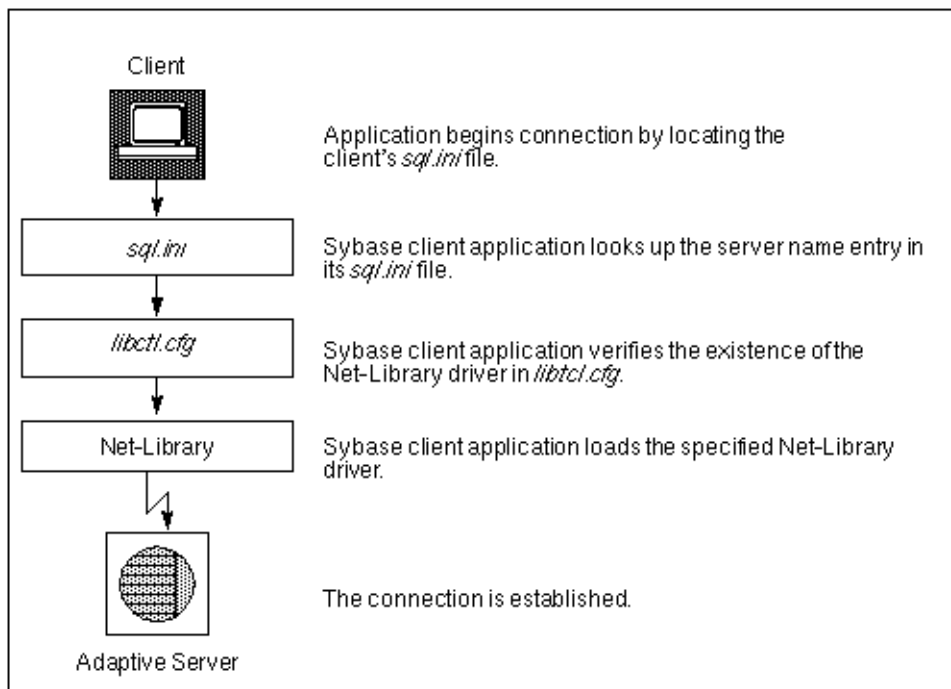 Client
Application begins connection by locating the
client's sql.ini file.
sql.ini
Sybase client application looks up the server name entry in
its sql.ini file.
libctl.cfg
Sybase client application verifies the existence of the
Net-Library driver in libtcl.cfg.
Net-Library
Sybase client application loads the specified Net-Library
driver.
The connection is established.
Adaptive Server